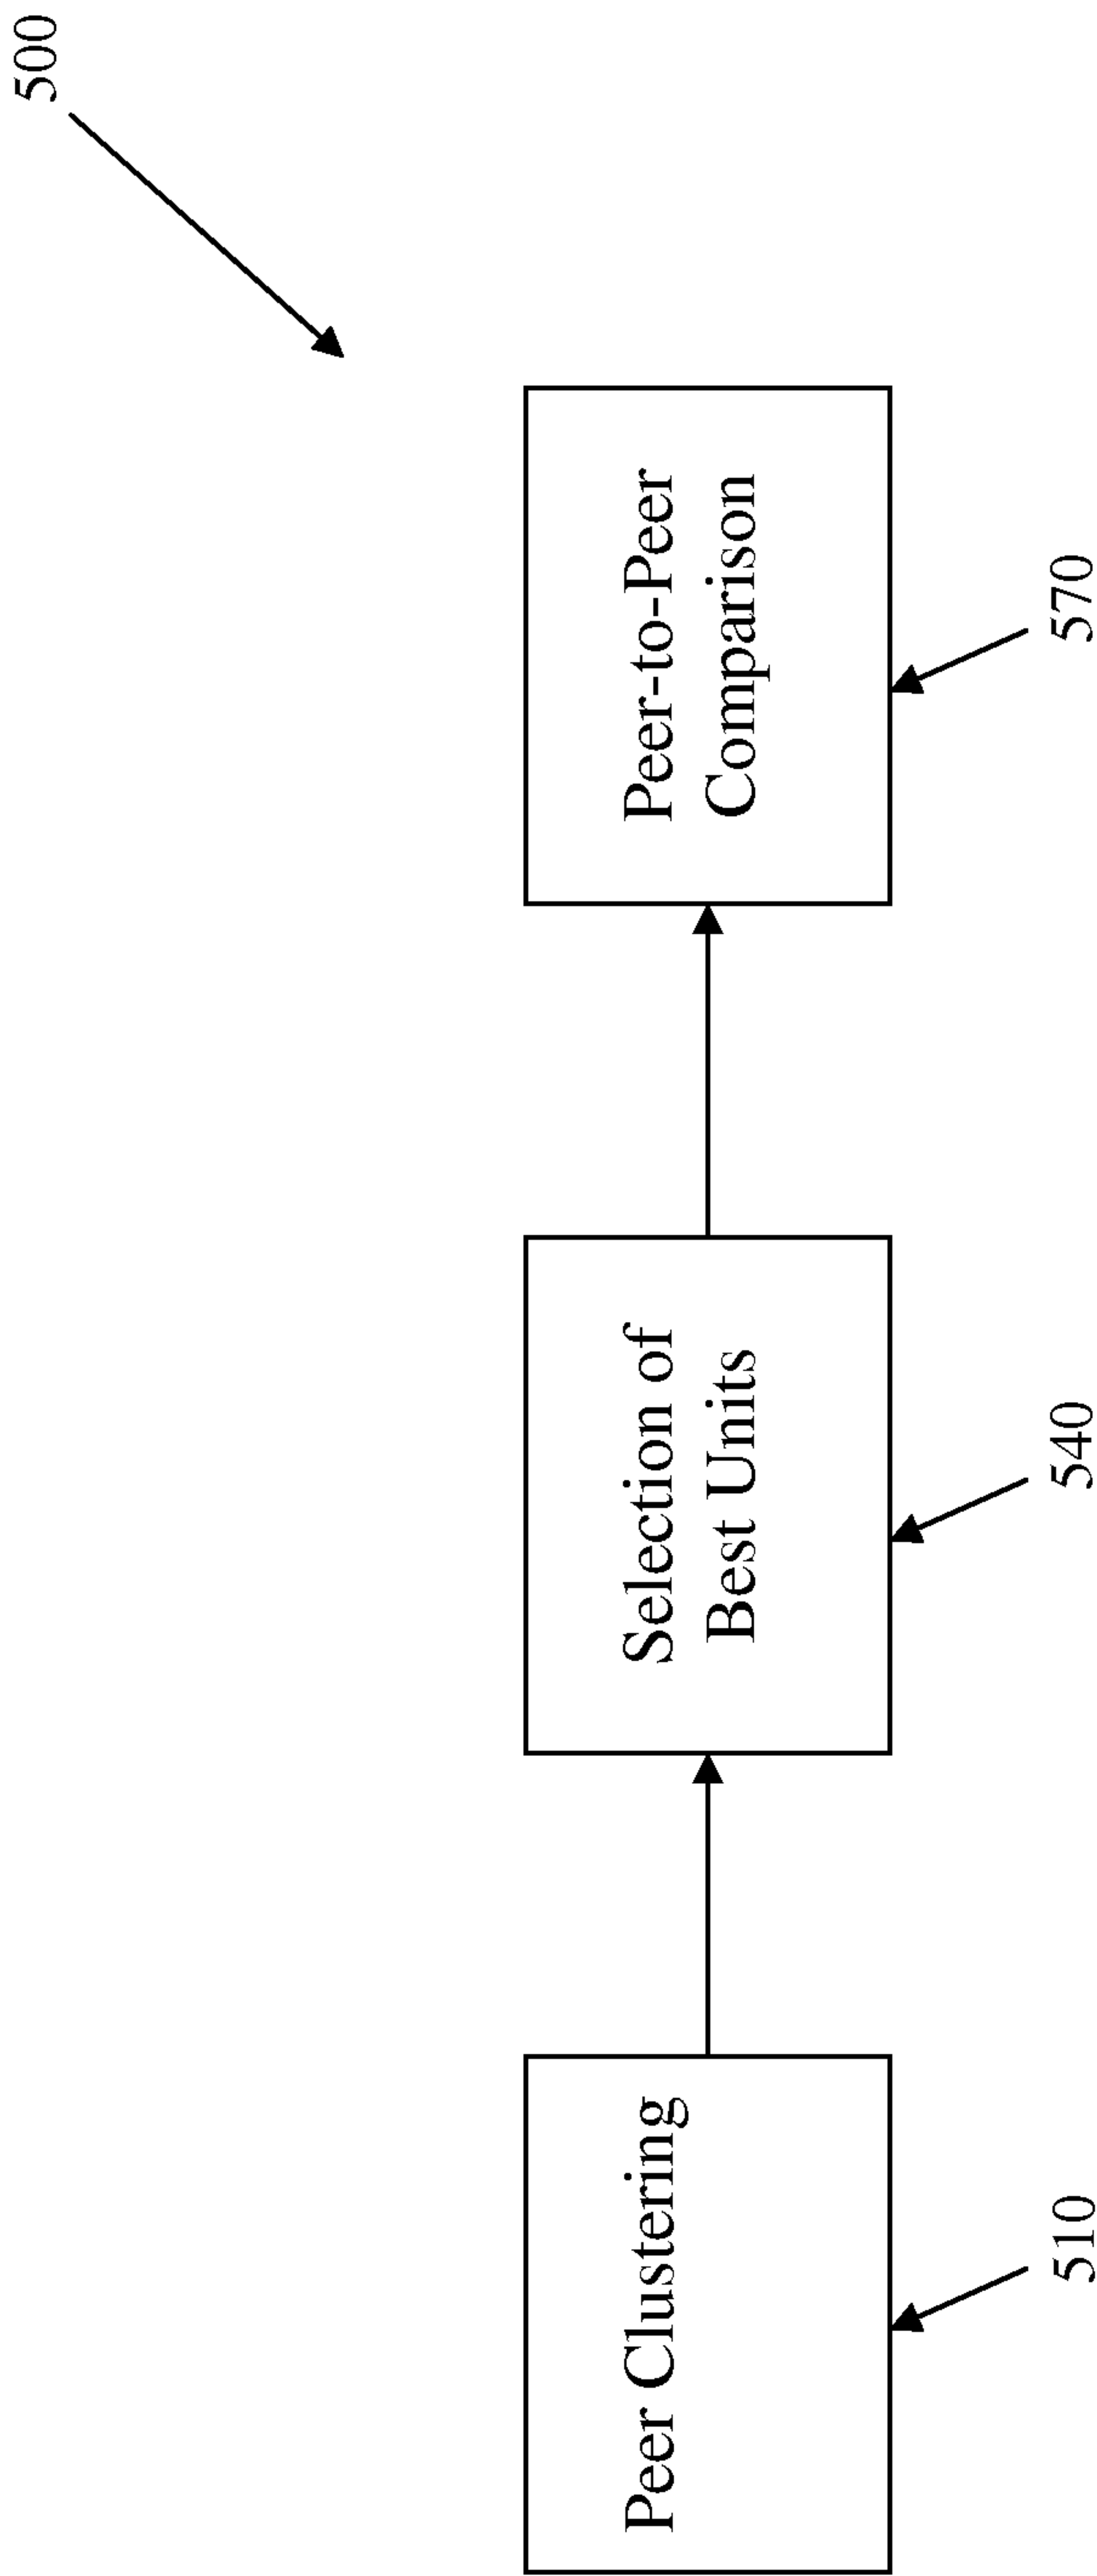 500
Peer Clustering
Selection of
Best Units
Peer-to-Peer
Comparison
510
540
570